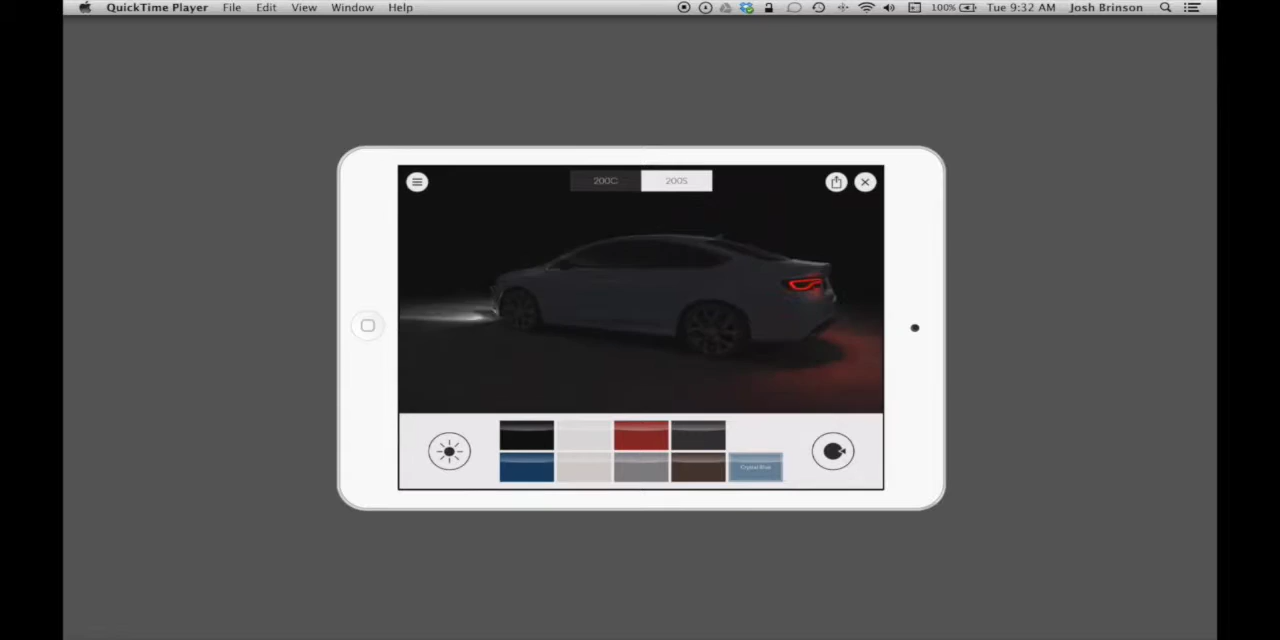 QuickTime Player File Edit View Window Help 100% Tue 9:32 AM Josh Brinson
200C 200S
Crystal Blue